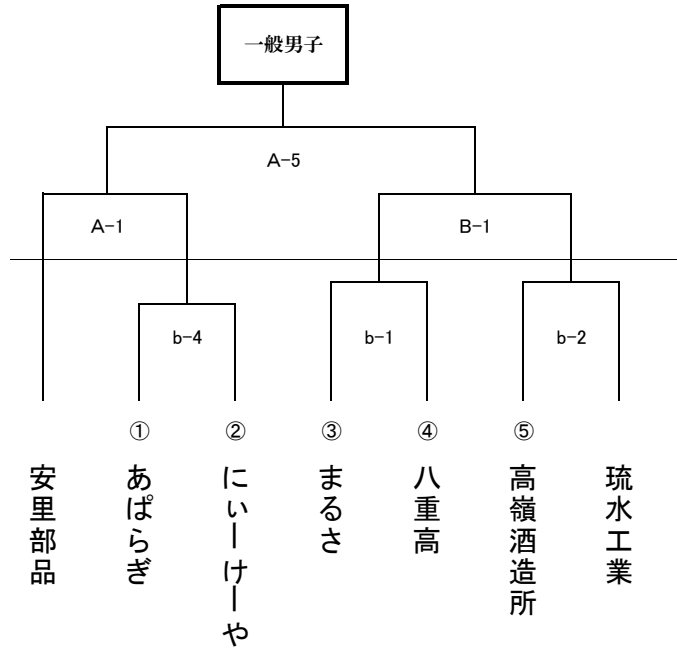 一般男子
A-5
A-1
B-1
b-4
b-1
b-2
①
②
③
④
⑤
安里部品
あぱらぎ
にぃーけーや
まるさ
八重高
高嶺酒造所
琉水工業